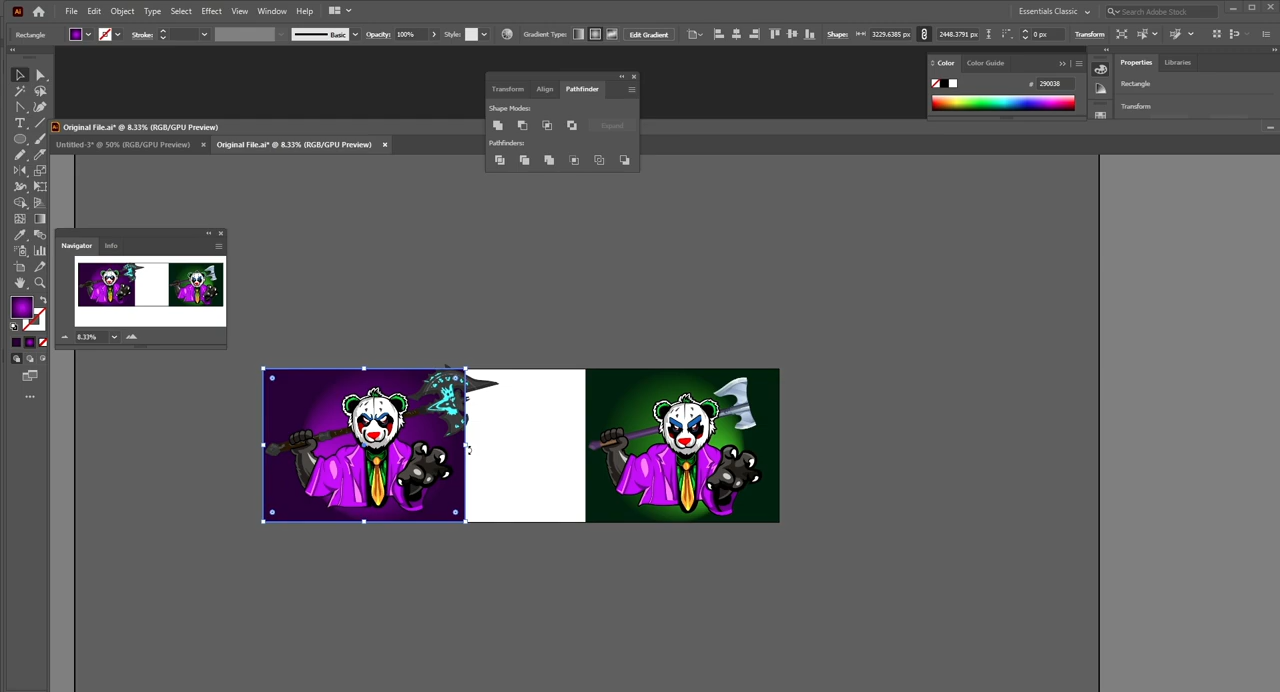 Ai File Edit Object Type Select Effect View Window Help Essentials Classic Search Adobe Stock
Rectangle Stroke: Basic Opacity: 100% Style: Gradient Type: Edit Gradient Shape: 3229.6385 px 2448.3791 px 0 px Transform
Color Color Guide Properties Libraries
# 290038 Rectangle
Transform
Transform Align Pathfinder
Shape Modes:
Expand
Pathfinders:
Ai Original File.ai* @ 8.33% (RGB/GPU Preview)
Untitled-3* @ 50% (RGB/GPU Preview) × Original File.ai* @ 8.33% (RGB/GPU Preview) ×
Navigator Info
8.33%